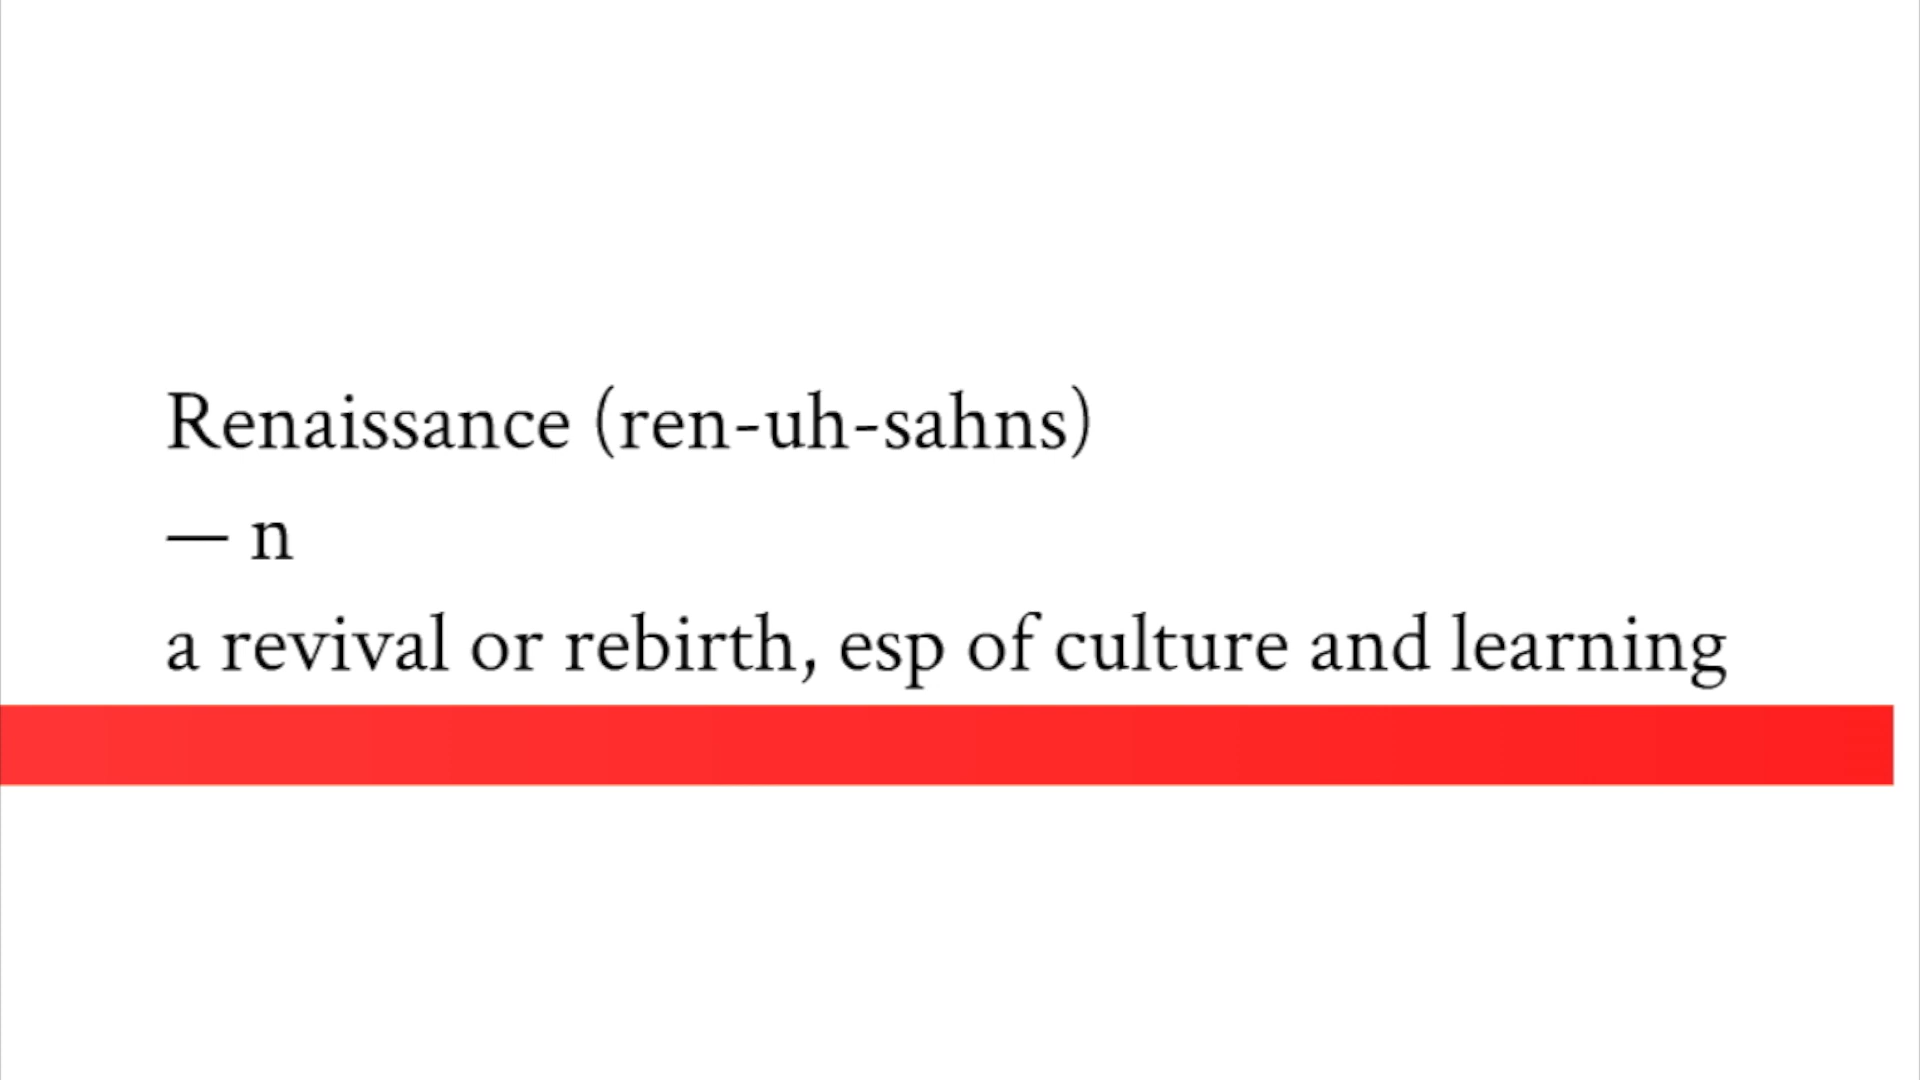 Renaissance (ren-uh-sahns)
— n
a revival or rebirth, esp of culture and learning